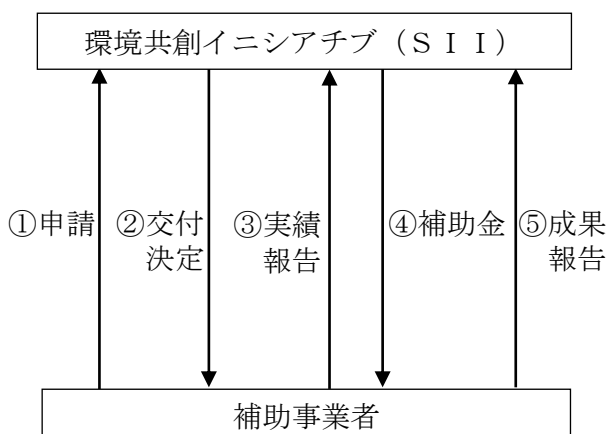 環境共創イニシアチブ（ＳＩＩ）
①申請
②交付
決定
③実績
報告
④補助金
⑤成果
報告
補助事業者